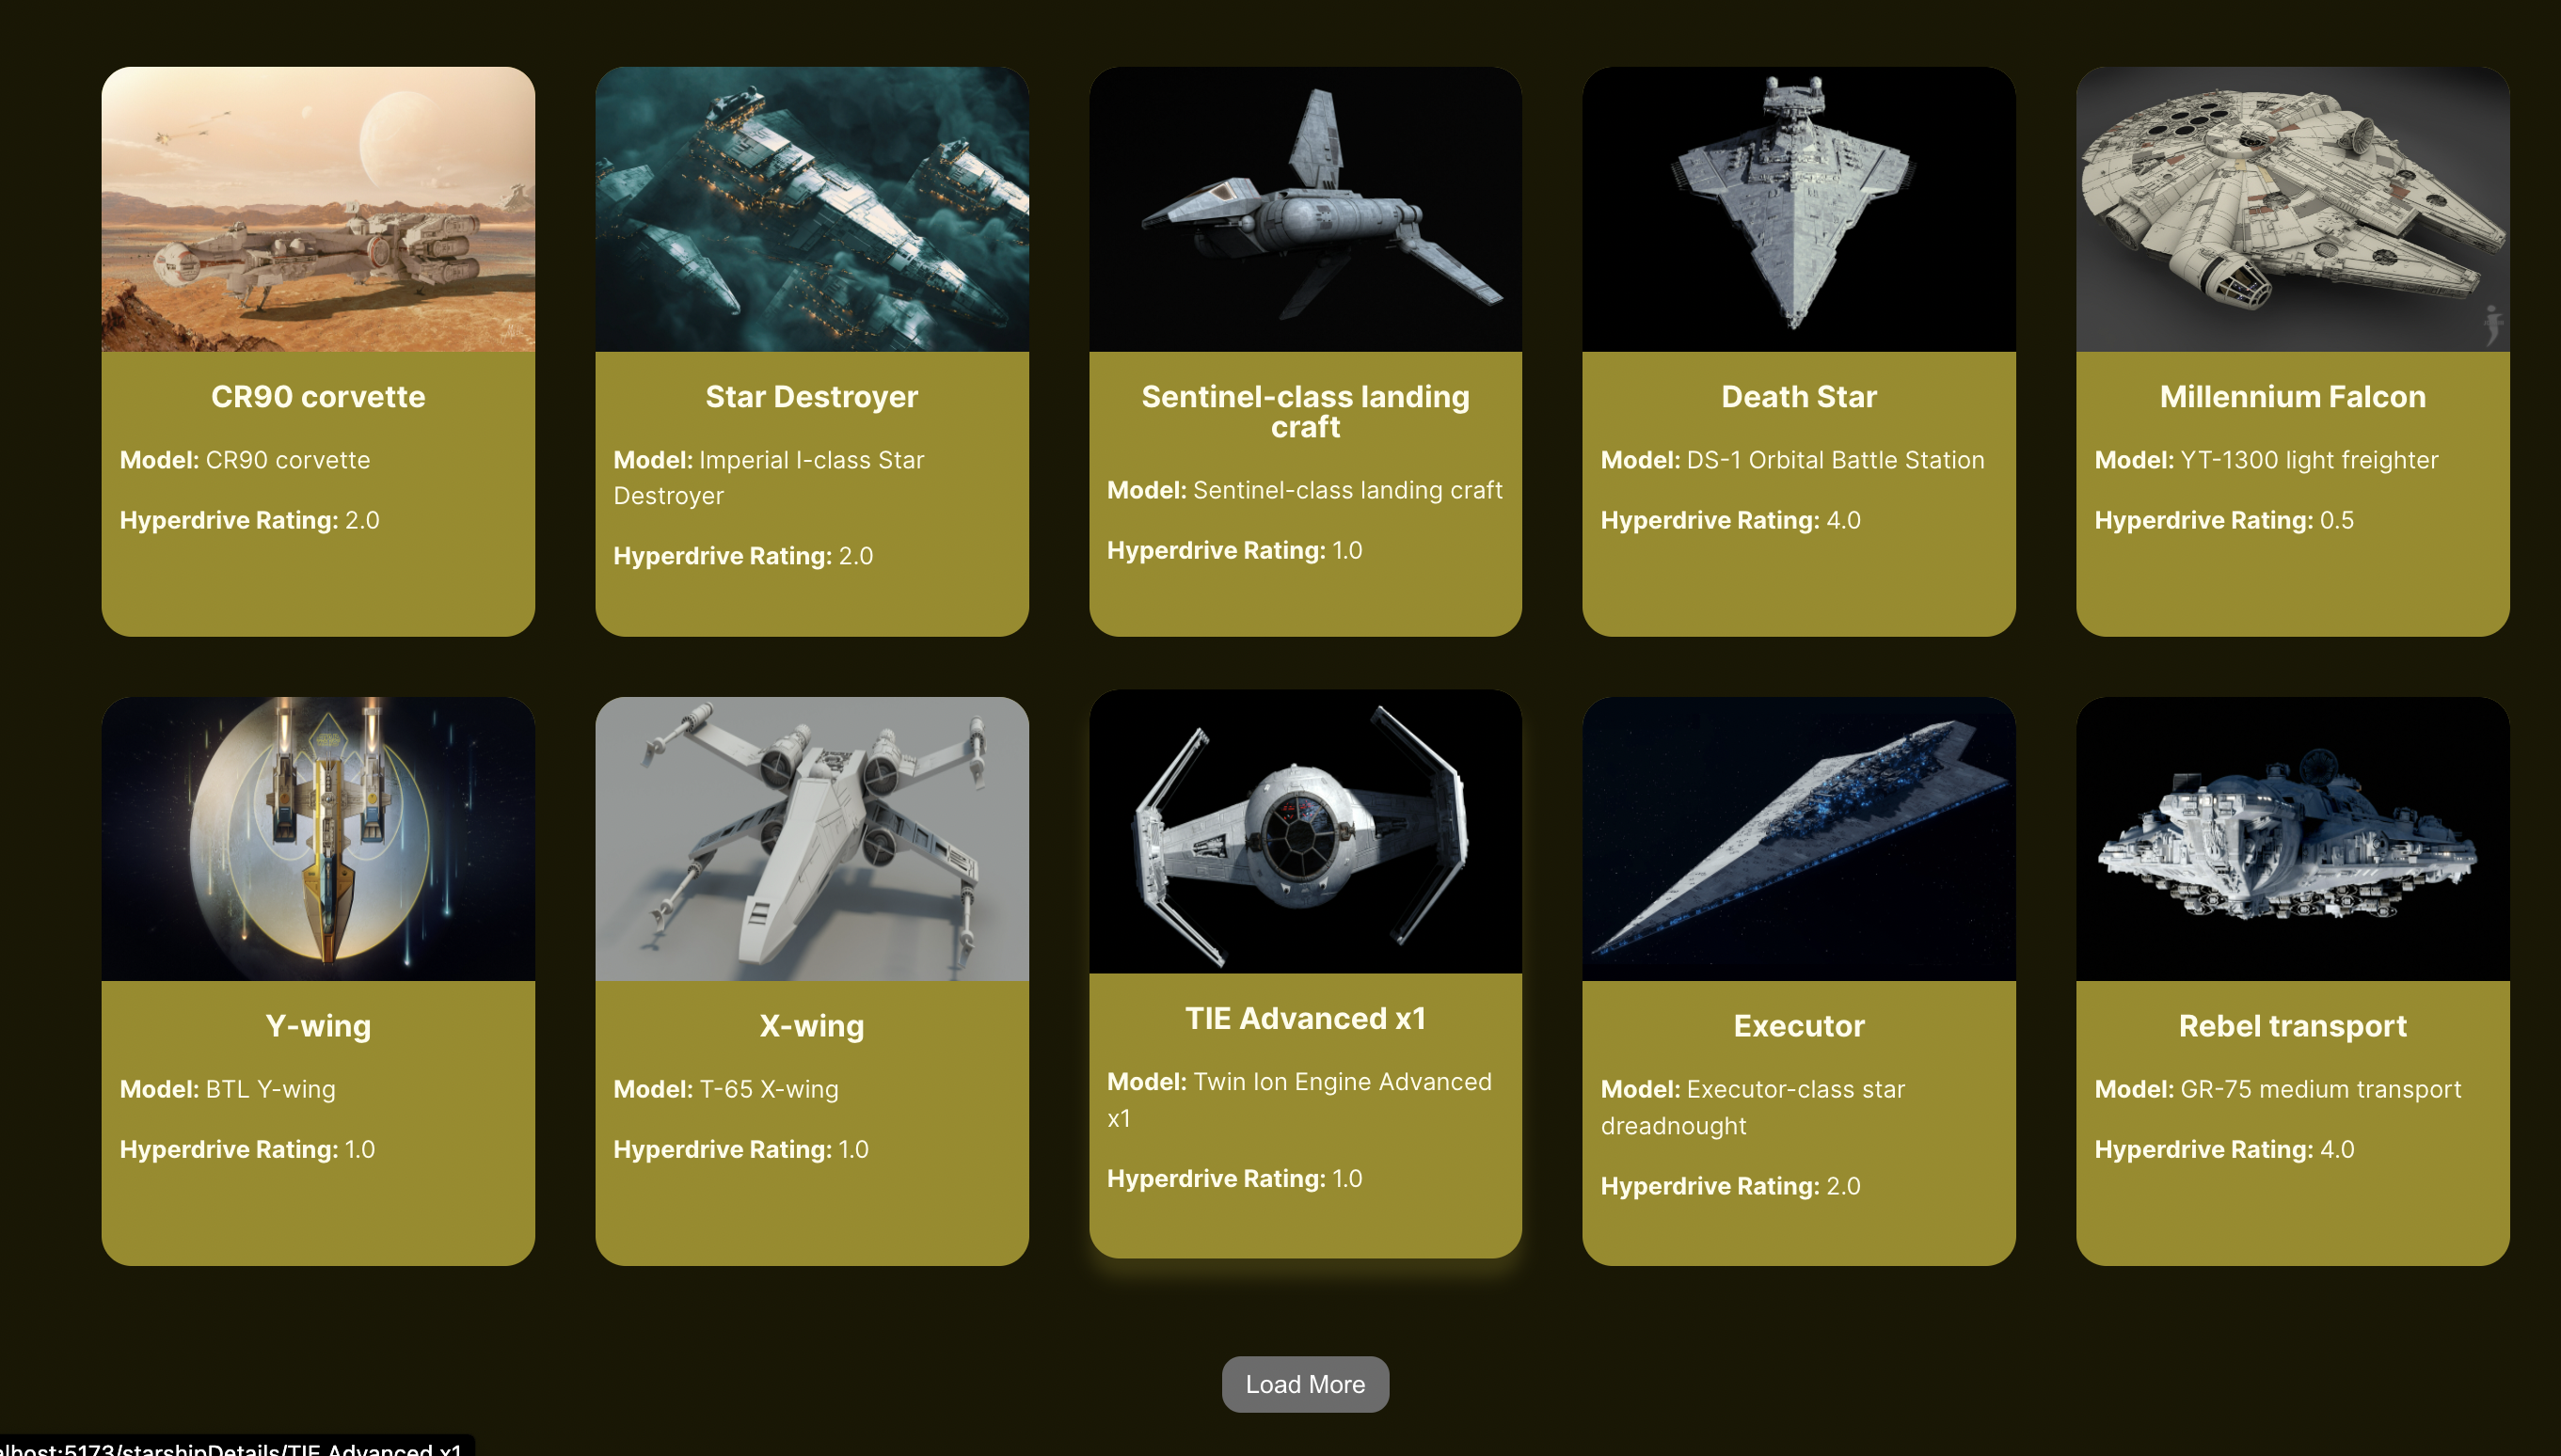 CR90 corvette
Model: CR90 corvette
Hyperdrive Rating: 2.0
Star Destroyer
Model: Imperial I-class Star
Destroyer
Hyperdrive Rating: 2.0
Sentinel-class landing
craft
Model: Sentinel-class landing craft
Hyperdrive Rating: 1.0
Death Star
Model: DS-1 Orbital Battle Station
Hyperdrive Rating: 4.0
Millennium Falcon
Model: YT-1300 light freighter
Hyperdrive Rating: 0.5
Y-wing
Model: BTL Y-wing
Hyperdrive Rating: 1.0
X-wing
Model: T-65 X-wing
Hyperdrive Rating: 1.0
TIE Advanced x1
Model: Twin Ion Engine Advanced
x1
Hyperdrive Rating: 1.0
Executor
Model: Executor-class star
dreadnought
Hyperdrive Rating: 2.0
Rebel transport
Model: GR-75 medium transport
Hyperdrive Rating: 4.0
Load More
alhost:5173/starshipDetails/TIE Advanced x1